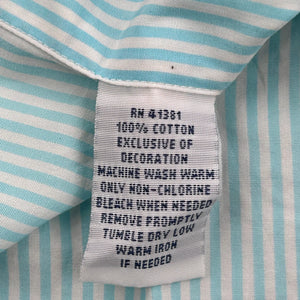 RN 41381
100% COTTON
EXCLUSIVE OF
DECORATION
MACHINE WASH WARM
ONLY NON-CHLORINE
BLEACH WHEN NEEDED
REMOVE PROMPTLY
TUMBLE DRY LOW
WARM IRON
IF NEEDED